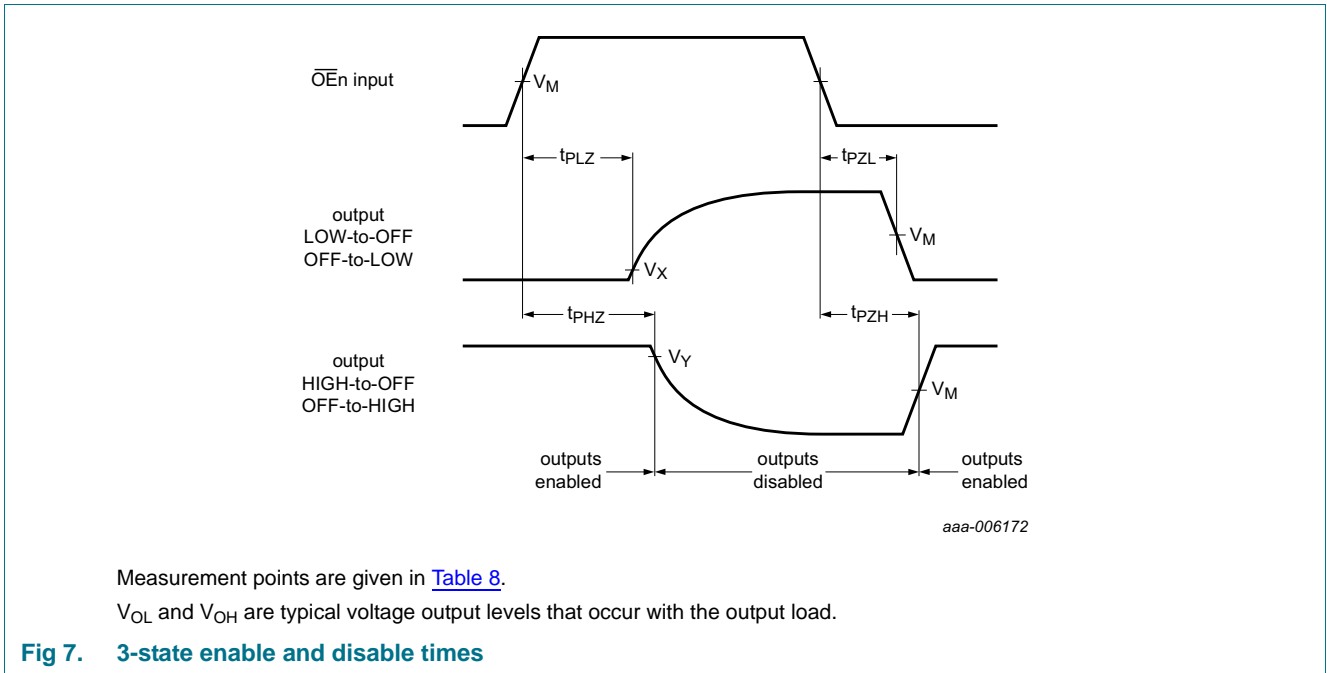 O̅E̅n input
VM
tPLZ
tPZL
output
LOW-to-OFF
OFF-to-LOW
VM
VX
tPHZ
tPZH
output
HIGH-to-OFF
OFF-to-HIGH
VY
VM
outputs
enabled
outputs
disabled
outputs
enabled
aaa-006172
Measurement points are given in Table 8.
VOL and VOH are typical voltage output levels that occur with the output load.
Fig 7. 3-state enable and disable times